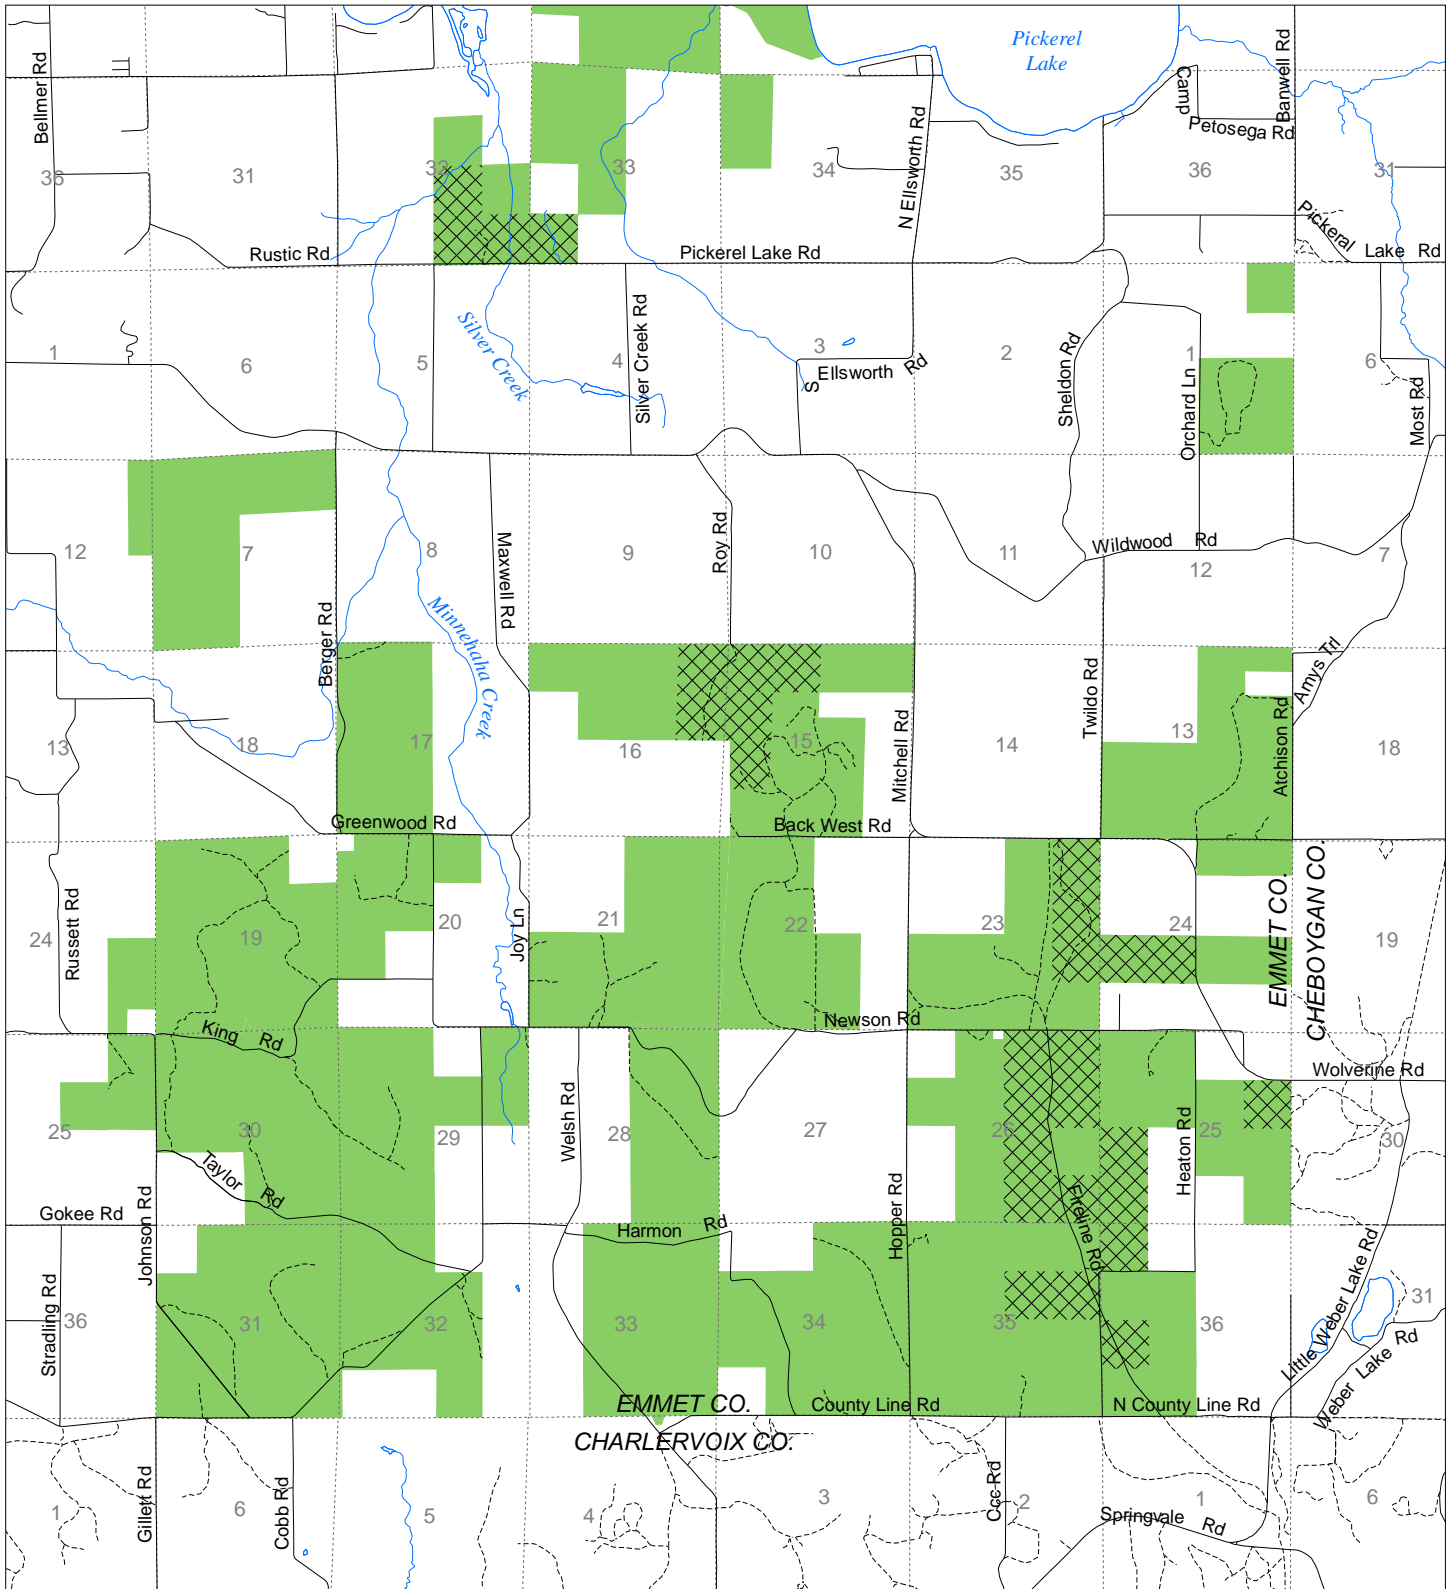 Pickerel
Lake
Bellmer Rd
Banwell Rd
Camp
Petosega Rd
N Ellsworth Rd
36
31
32
33
34
35
36
31
Pickeral
Lake Rd
Rustic Rd
Pickerel Lake Rd
Silver Creek
Silver Creek Rd
1
6
5
4
3
2
1
6
S
Ellsworth Rd
Sheldon Rd
Orchard Ln
Most Rd
12
7
8
9
10
11
12
7
Wildwood Rd
Maxwell Rd
Roy Rd
Berger Rd
Minnehaha Creek
Twildo Rd
Amys Trl
13
18
17
16
15
14
13
18
Mitchell Rd
Atchison Rd
Greenwood Rd
Back West Rd
Russett Rd
24
19
20
21
22
23
24
19
Joy Ln
EMMET CO.
CHEBOYGAN CO.
King Rd
Newson Rd
Wolverine Rd
25
30
29
28
27
26
25
30
Welsh Rd
Heaton Rd
Taylor Rd
Gokee Rd
Johnson Rd
Harmon Rd
Hopper Rd
Fireline Rd
Stradling Rd
36
31
32
33
34
35
36
31
Little Weber Lake Rd
Weber Lake Rd
EMMET CO.
County Line Rd
N County Line Rd
CHARLERVOIX CO.
Gillett Rd
Cobb Rd
Ccc Rd
1
6
5
4
3
2
1
6
Springvale Rd